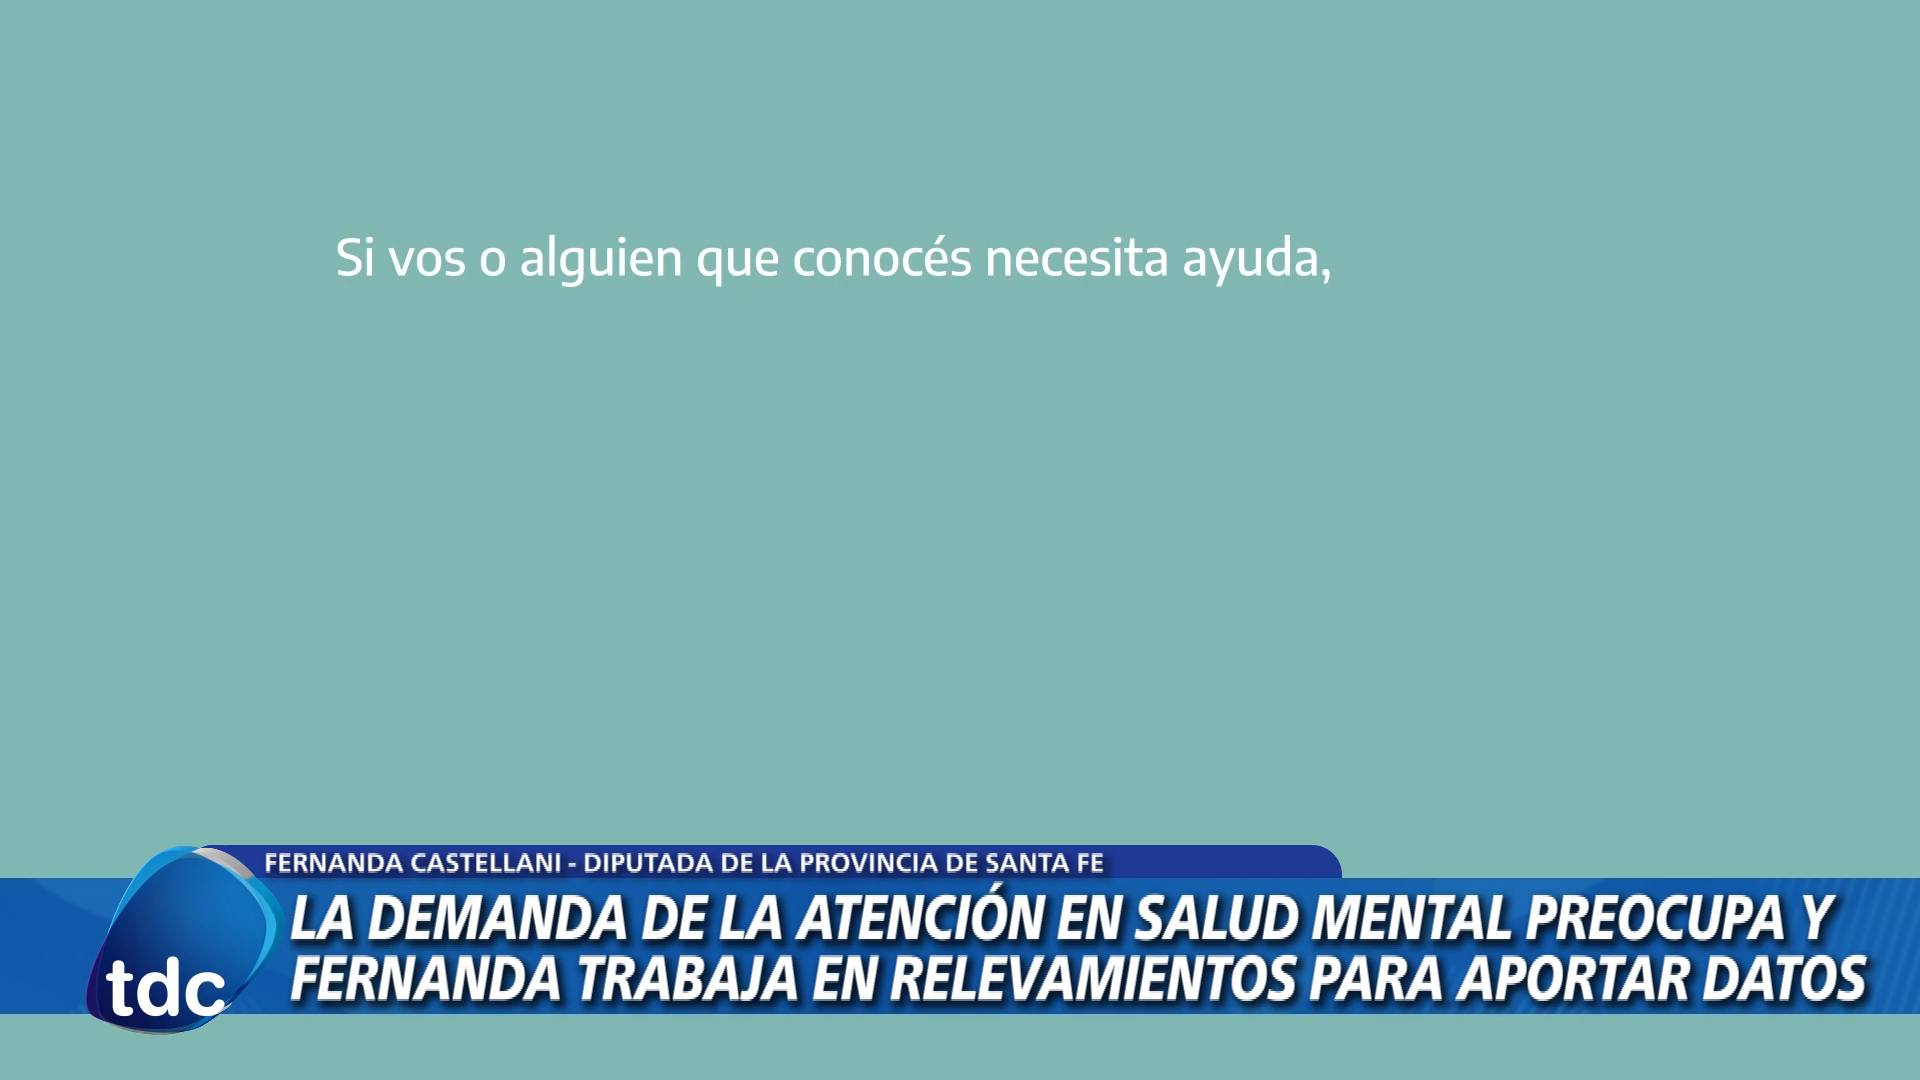 Si vos o alguien que conocés necesita ayuda,
FERNANDA CASTELLANI - DIPUTADA DE LA PROVINCIA DE SANTA FE
LA DEMANDA DE LA ATENCIÓN EN SALUD MENTAL PREOCUPA Y
FERNANDA TRABAJA EN RELEVAMIENTOS PARA APORTAR DATOS
tdc